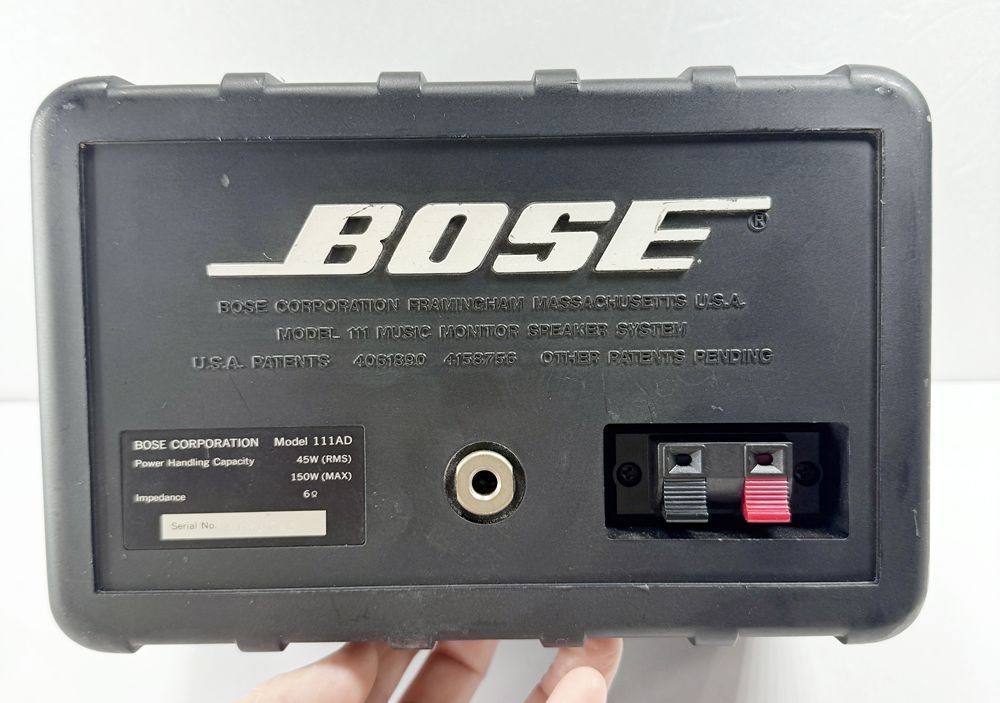 BOSE®
BOSE CORPORATION FRAMINGHAM MASSACHUSETTS U.S.A.
MODEL 111 MUSIC MONITOR SPEAKER SYSTEM
U.S.A. PATENTS 4061890 4158756 OTHER PATENTS PENDING
BOSE CORPORATION Model 111AD
Power Handling Capacity 45W (RMS)
150W (MAX)
Impedance 6Ω
Serial No.